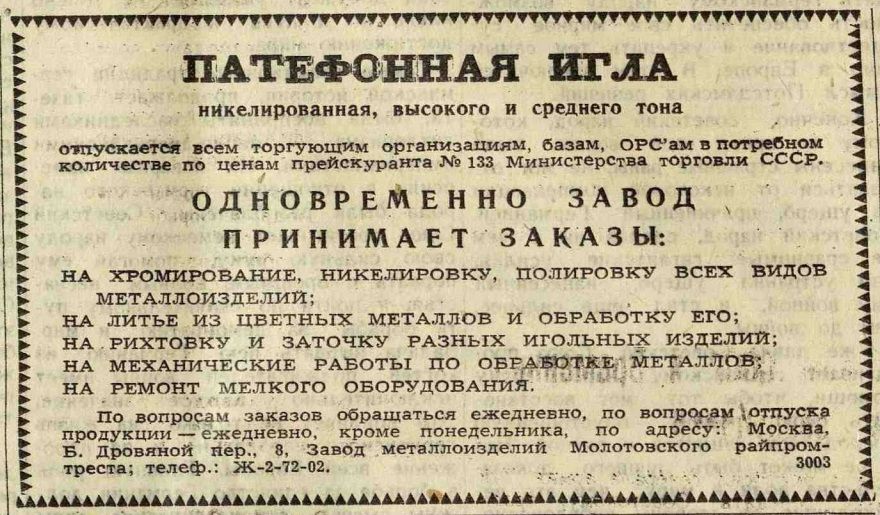 ПАТЕФОННАЯ ИГЛА
никелированная, высокого и среднего тона
отпускается всем торгующим организациям, базам, ОРС'ам в потребном
количестве по ценам прейскуранта № 133 Министерства торговли СССР.
ОДНОВРЕМЕННО ЗАВОД
ПРИНИМАЕТ ЗАКАЗЫ:
НА ХРОМИРОВАНИЕ, НИКЕЛИРОВКУ, ПОЛИРОВКУ ВСЕХ ВИДОВ
МЕТАЛЛОИЗДЕЛИЙ;
НА ЛИТЬЕ ИЗ ЦВЕТНЫХ МЕТАЛЛОВ И ОБРАБОТКУ ЕГО;
НА РИХТОВКУ И ЗАТОЧКУ РАЗНЫХ ИГОЛЬНЫХ ИЗДЕЛИЙ;
НА МЕХАНИЧЕСКИЕ РАБОТЫ ПО ОБРАБОТКЕ МЕТАЛЛОВ;
НА РЕМОНТ МЕЛКОГО ОБОРУДОВАНИЯ.
По вопросам заказов обращаться ежедневно, по вопросам отпуска
продукции — ежедневно, кроме понедельника, по адресу: Москва,
Б. Дровяной пер., 8, Завод металлоизделий Молотовского райпром-
треста; телеф.: Ж-2-72-02. 3003